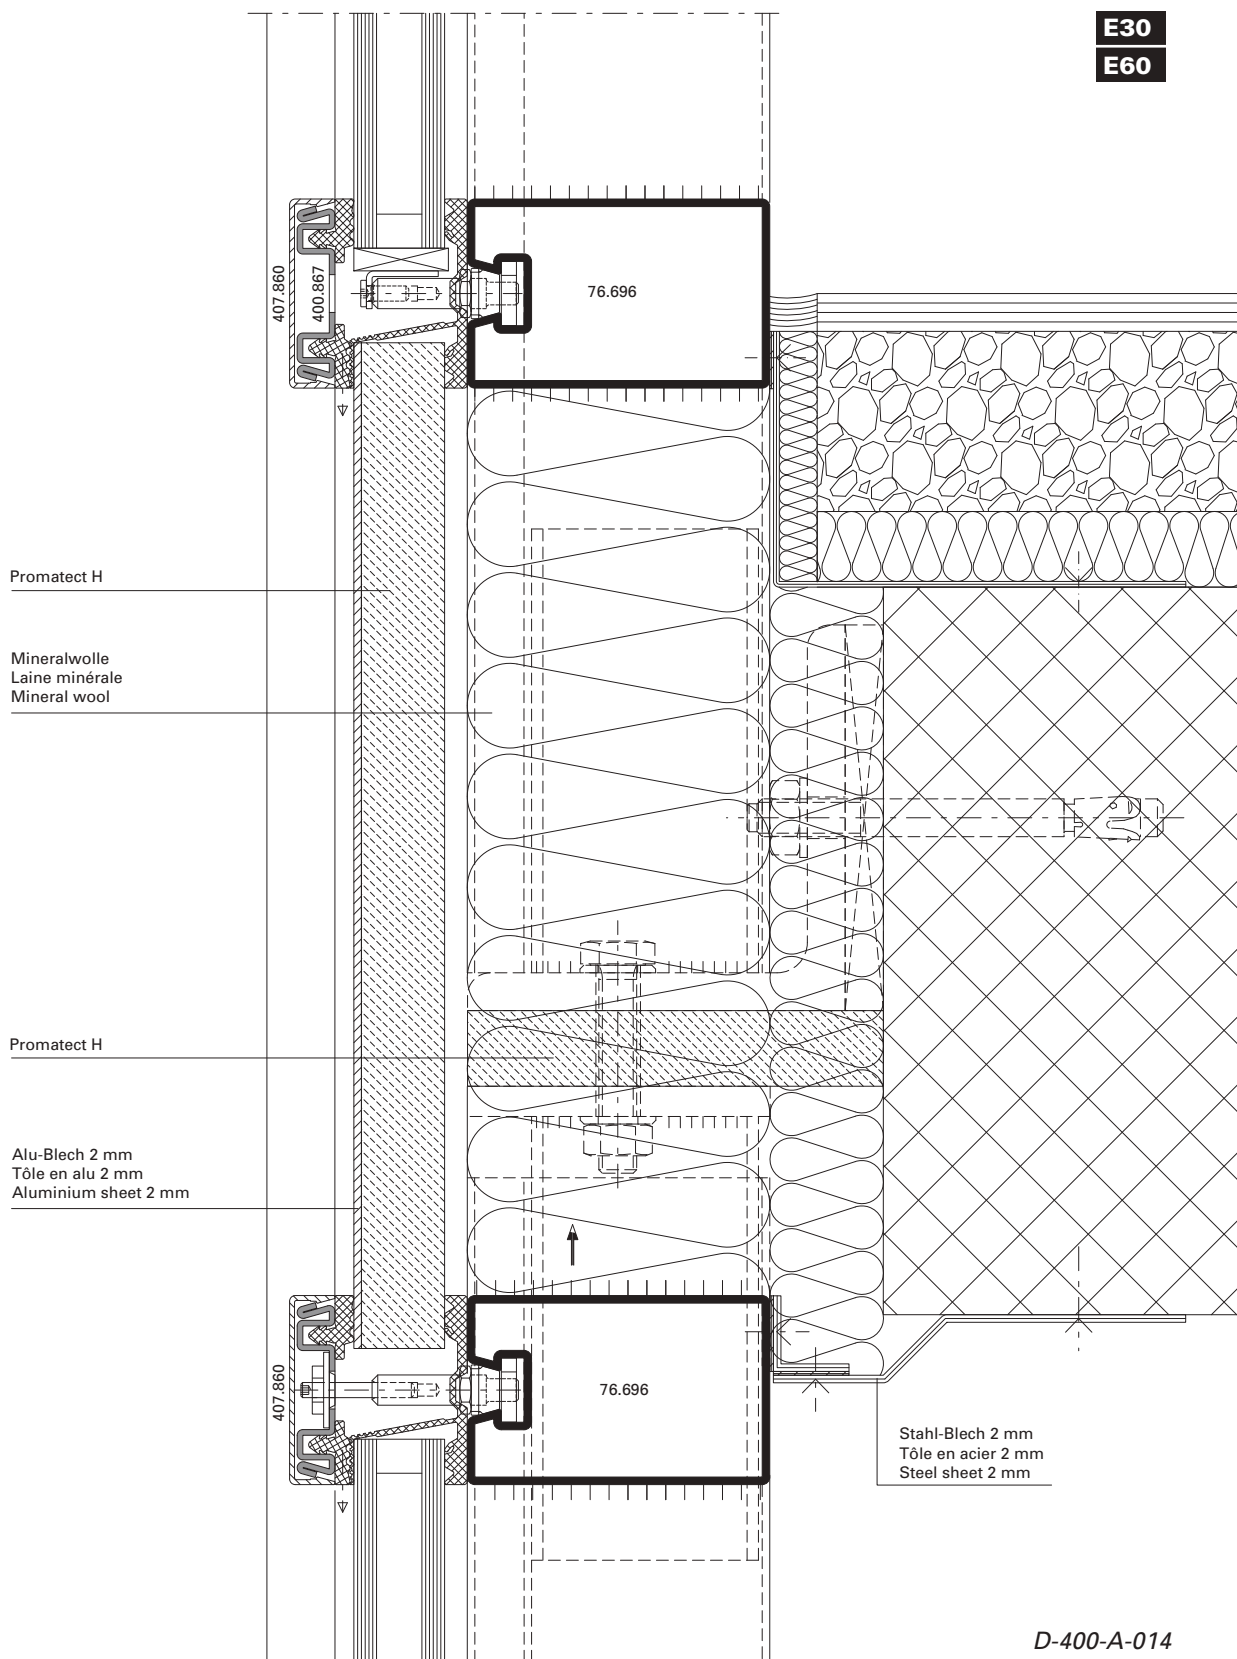 E30
E60
407.860
400.867
76.696
Promatect H
Mineralwolle
Laine minérale
Mineral wool
Promatect H
Alu-Blech 2 mm
Tôle en alu 2 mm
Aluminium sheet 2 mm
407.860
76.696
Stahl-Blech 2 mm
Tôle en acier 2 mm
Steel sheet 2 mm
D-400-A-014